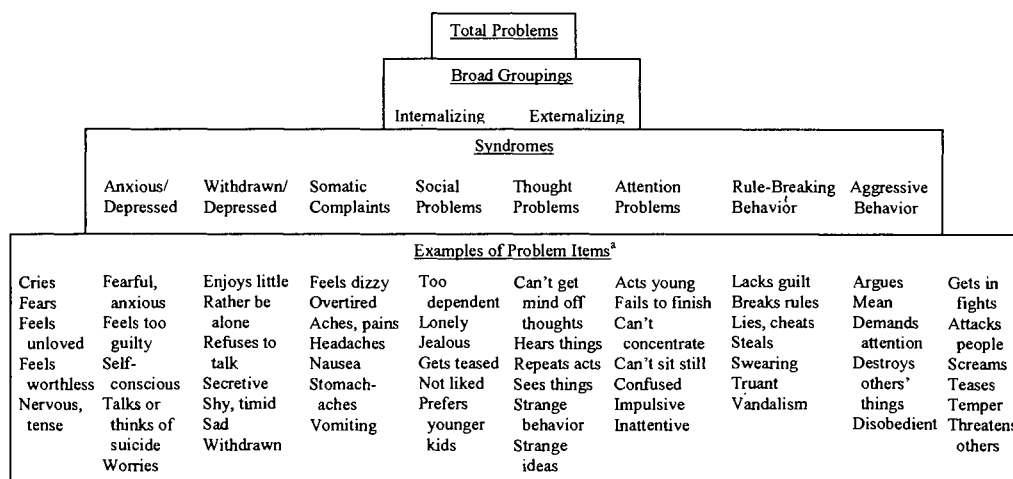 Total Problems
Broad Groupings
Internalizing Externalizing
Syndromes
Anxious/ Withdrawn/ Somatic Social Thought Attention Rule-Breaking Aggressive
Depressed Depressed Complaints Problems Problems Problems Behavior Behavior
Examples of Problem Itemsᵃ
Cries Fearful, Enjoys little Feels dizzy Too Can't get Acts young Lacks guilt Argues Gets in
Fears anxious Rather be Overtired dependent mind off Fails to finish Breaks rules Mean fights
Feels Feels too alone Aches, pains Lonely thoughts Can't Lies, cheats Demands Attacks
unloved guilty Refuses to Headaches Jealous Hears things concentrate Steals attention people
Feels Self- talk Nausea Gets teased Repeats acts Can't sit still Swearing Destroys Screams
worthless conscious Secretive Stomach- Not liked Sees things Confused Truant others' Teases
Nervous, Talks or Shy, timid aches Prefers Strange Impulsive Vandalism things Temper
tense thinks of Sad Vomiting younger behavior Inattentive Disobedient Threatens
suicide Withdrawn kids Strange others
Worries ideas